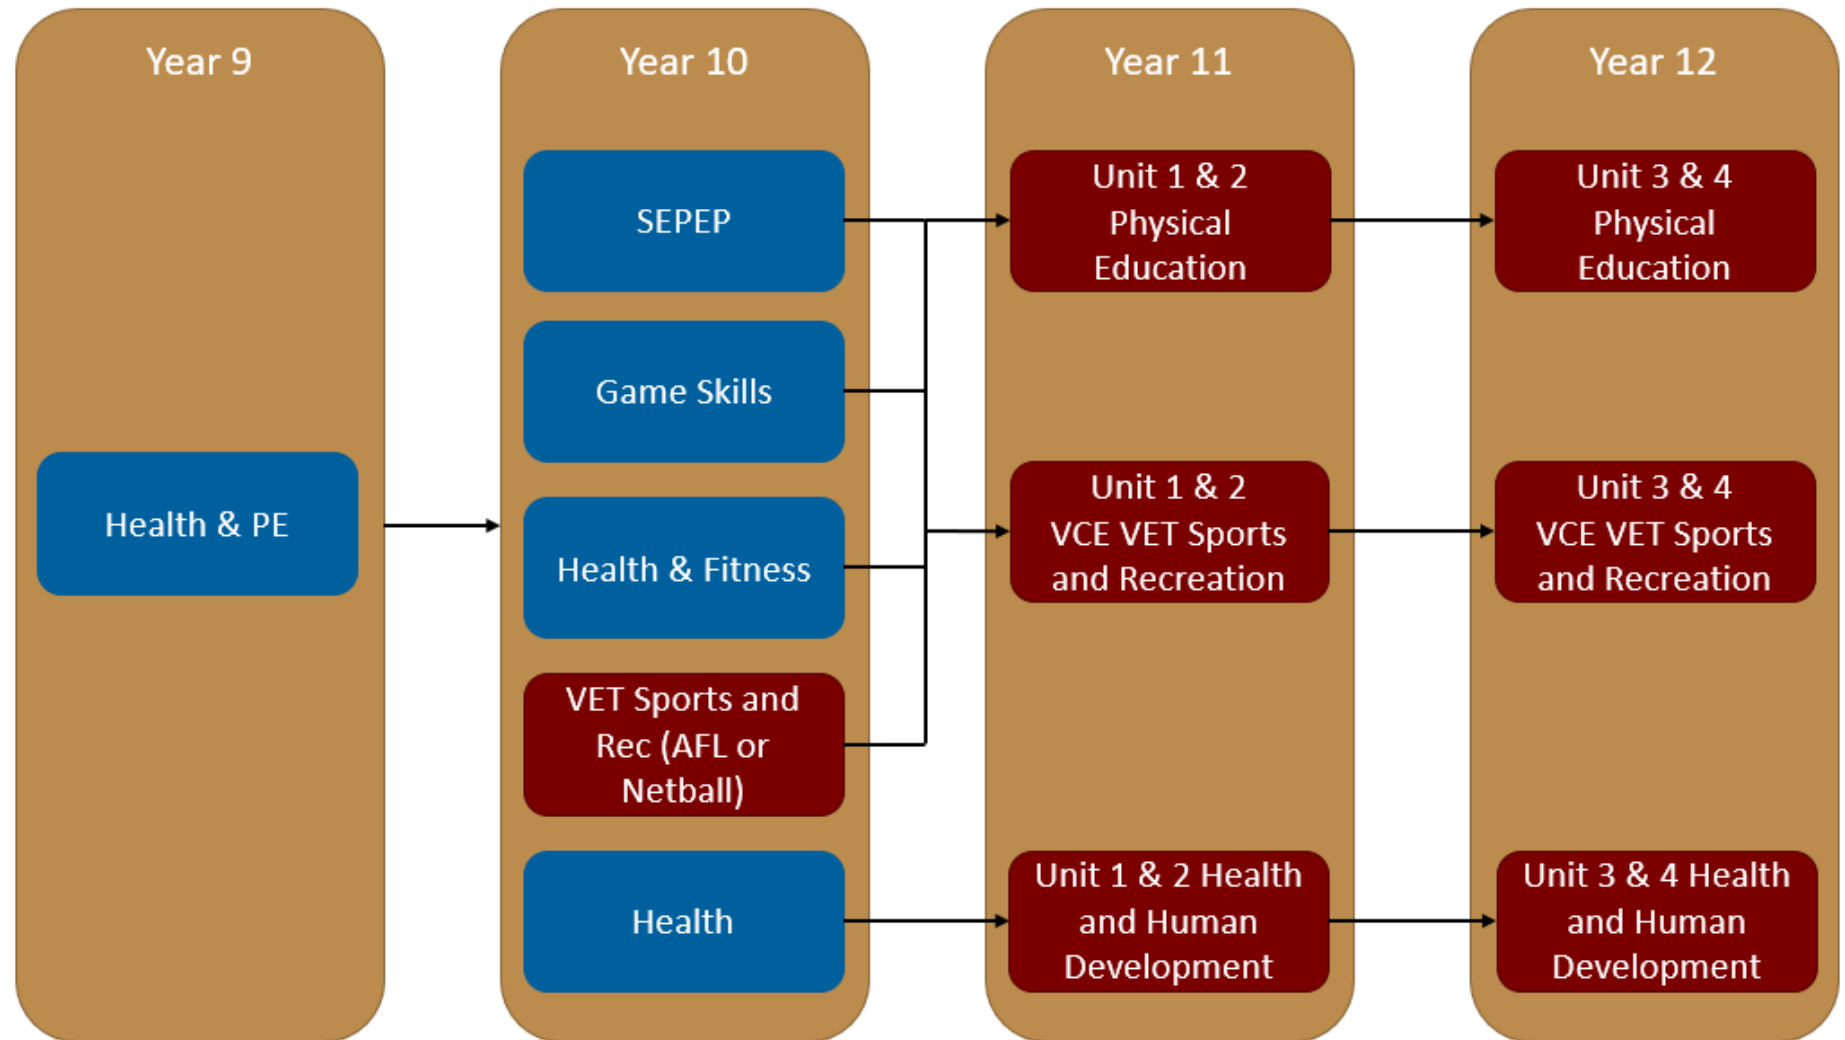 Year 9
Health & PE
Year 10
SEPEP
Game Skills
Health & Fitness
VET Sports and
Rec (AFL or
Netball)
Health
Year 11
Unit 1 & 2
Physical
Education
Unit 1 & 2
VCE VET Sports
and Recreation
Unit 1 & 2 Health
and Human
Development
Year 12
Unit 3 & 4
Physical
Education
Unit 3 & 4
VCE VET Sports
and Recreation
Unit 3 & 4 Health
and Human
Development